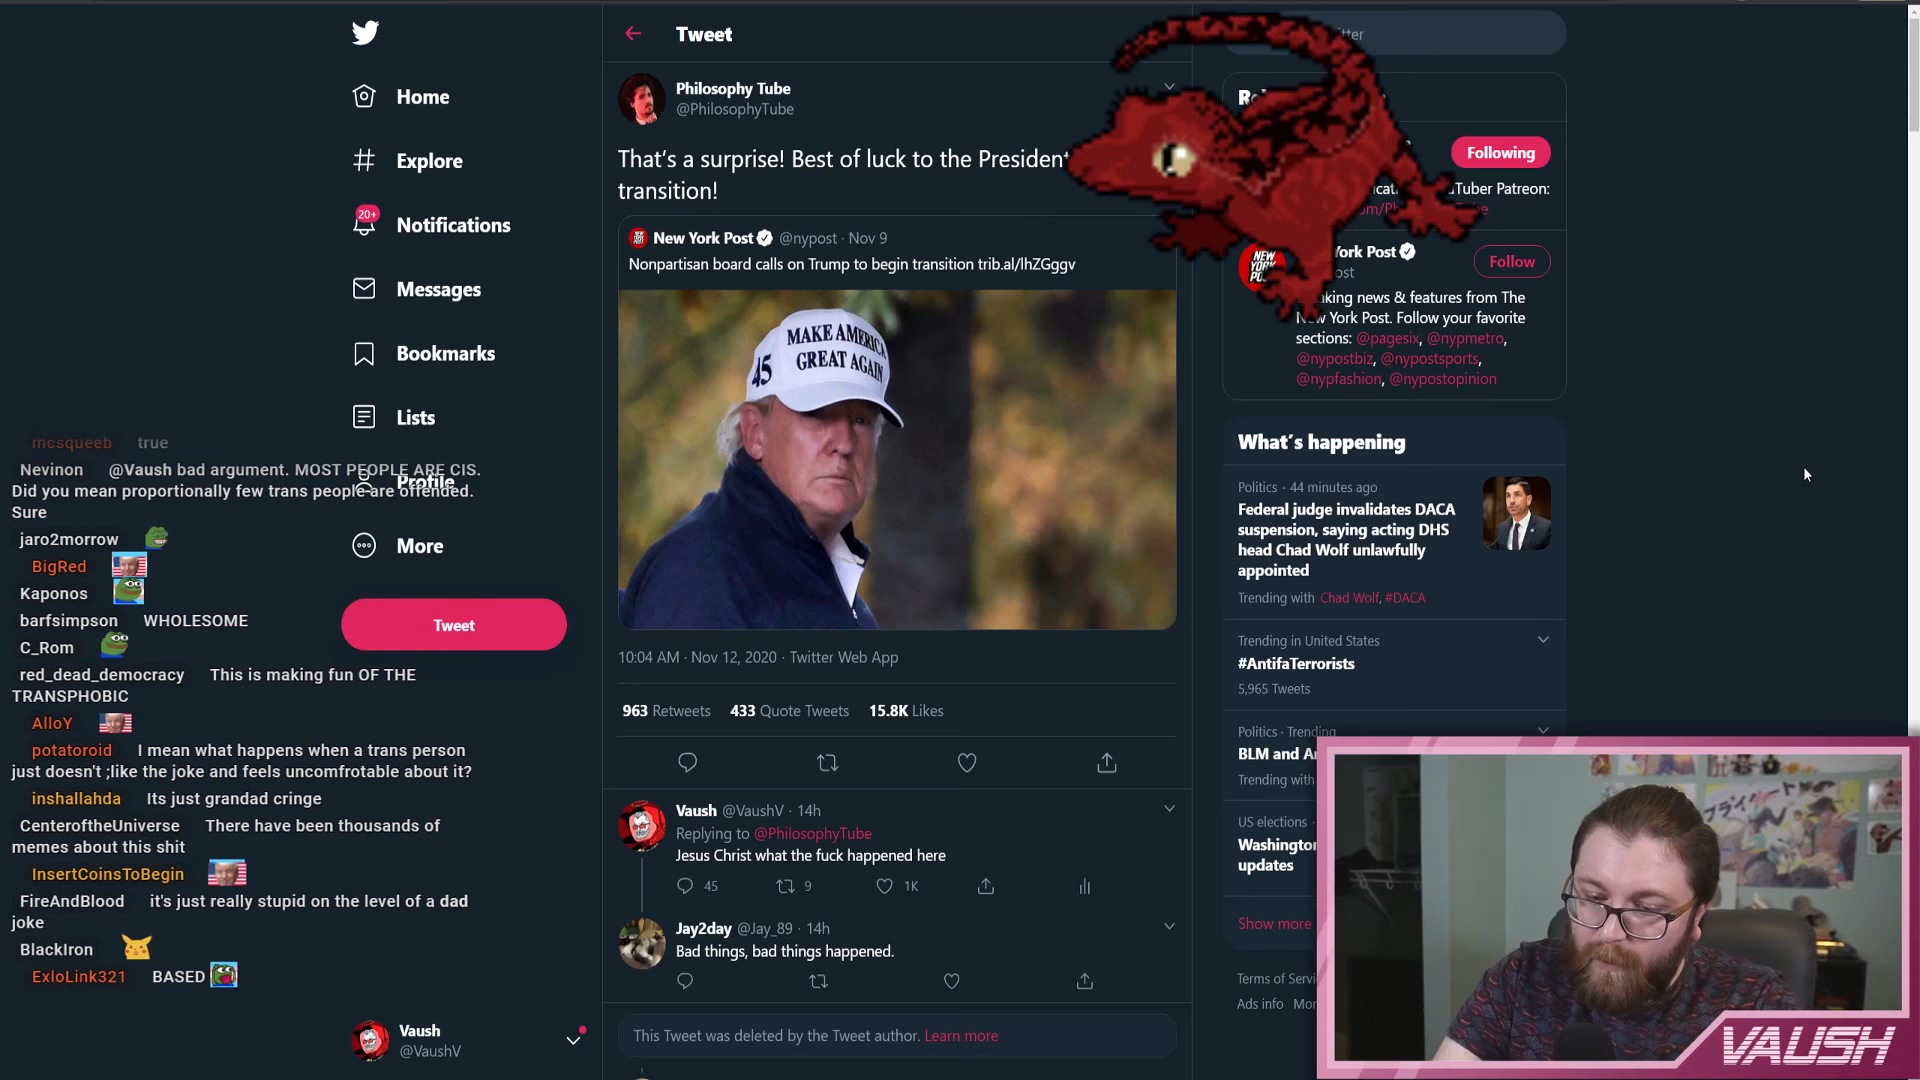 Home
Explore
20+
Notifications
Messages
Bookmarks
Lists
Profile
More
Tweet
mcsqueeb true
Nevinon @Vaush bad argument. MOST PEOPLE ARE CIS.
Did you mean proportionally few trans people are offended.
Sure
jaro2morrow
BigRed
Kaponos
barfsimpson WHOLESOME
C_Rom
red_dead_democracy This is making fun OF THE
TRANSPHOBIC
AlloY
potatoroid I mean what happens when a trans person
just doesn't ;like the joke and feels uncomfrotable about it?
inshallahda Its just grandad cringe
CenteroftheUniverse There have been thousands of
memes about this shit
InsertCoinsToBegin
FireAndBlood it's just really stupid on the level of a dad
joke
BlackIron
ExloLink321 BASED
Vaush
@VaushV
Tweet
Philosophy Tube
@PhilosophyTube
That's a surprise! Best of luck to the President
transition!
New York Post @nypost · Nov 9
Nonpartisan board calls on Trump to begin transition trib.al/lhZGggv
MAKE AMERICA
GREAT AGAIN
45
10:04 AM · Nov 12, 2020 · Twitter Web App
963 Retweets 433 Quote Tweets 15.8K Likes
Vaush @VaushV · 14h
Replying to @PhilosophyTube
Jesus Christ what the fuck happened here
45 9 1K
Jay2day @Jay_89 · 14h
Bad things, bad things happened.
This Tweet was deleted by the Tweet author. Learn more
Following
Tuber Patreon:
NEW
YORK
York Post
Follow
aking news & features from The
New York Post. Follow your favorite
sections: @pagesix, @nypmetro,
@nypostbiz, @nypostsports,
@nypfashion, @nypostopinion
What's happening
Politics · 44 minutes ago
Federal judge invalidates DACA
suspension, saying acting DHS
head Chad Wolf unlawfully
appointed
Trending with Chad Wolf, #DACA
Trending in United States
#AntifaTerrorists
5,965 Tweets
Politics · Trending
BLM and
Trending with
US elections ·
Washington
updates
Show more
Terms of
Ads info
VAUSH